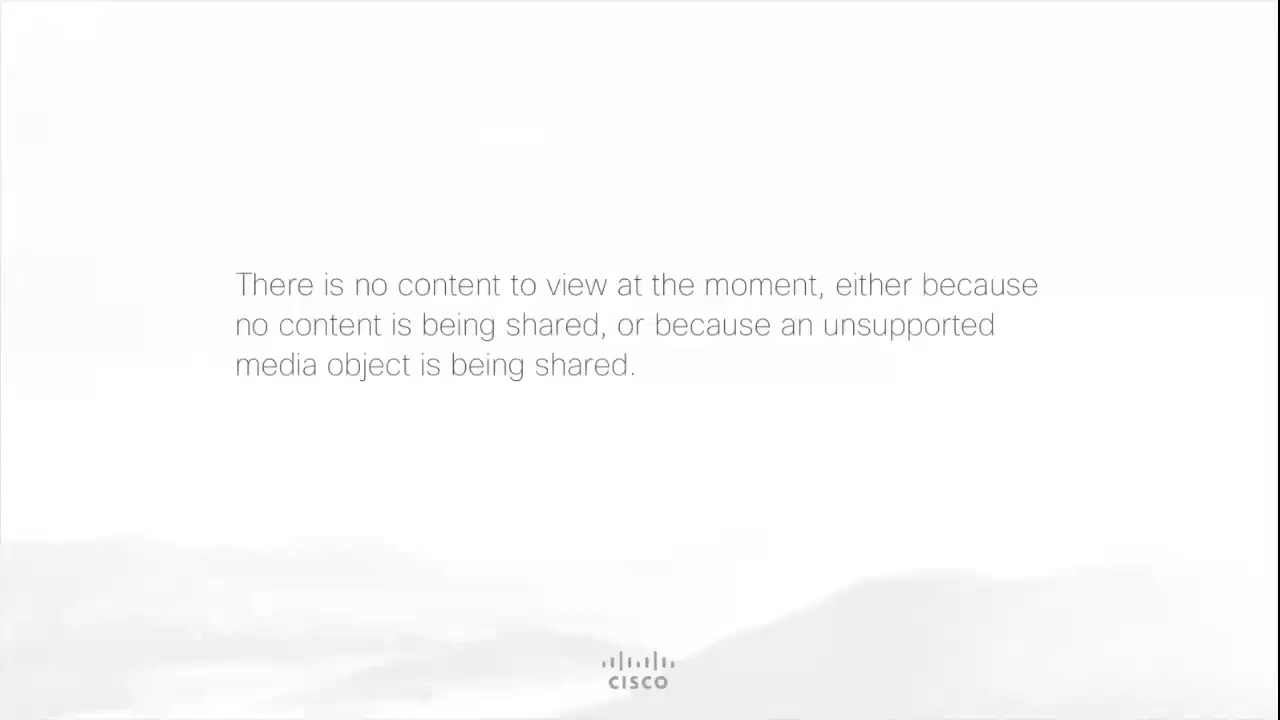 There is no content to view at the moment, either because
no content is being shared, or because an unsupported
media object is being shared.
CISCO